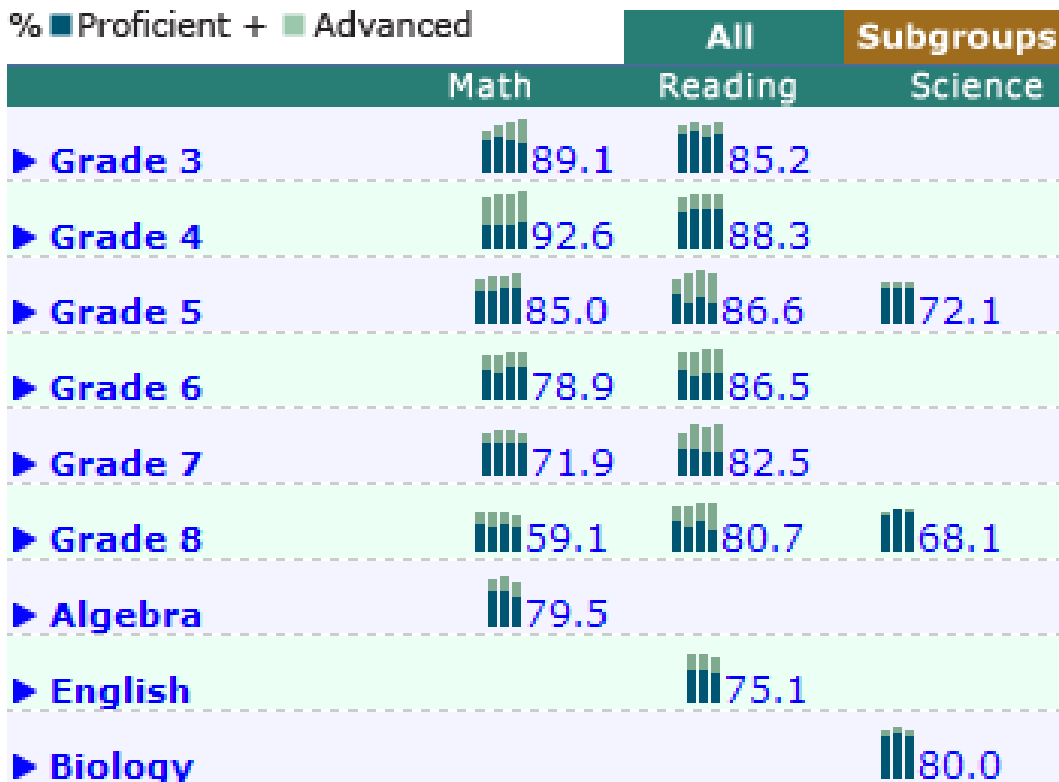 % Proficient + Advanced All Subgroups
Math Reading Science
Grade 3 89.1 85.2
Grade 4 92.6 88.3
Grade 5 85.0 86.6 72.1
Grade 6 78.9 86.5
Grade 7 71.9 82.5
Grade 8 59.1 80.7 68.1
Algebra 79.5
English 75.1
Biology 80.0